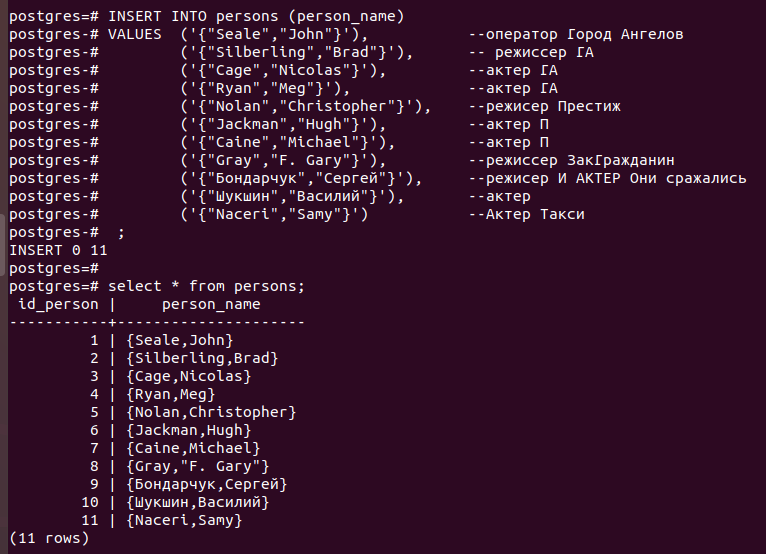 postgres=# INSERT INTO persons (person_name)
postgres-# VALUES  ('{"Seale","John"}'),           --оператор Город Ангелов
postgres-#         ('{"Silberling","Brad"}'),      -- режиссер ГА
postgres-#         ('{"Cage","Nicolas"}'),         --актер ГА
postgres-#         ('{"Ryan","Meg"}'),             --актер ГА
postgres-#         ('{"Nolan","Christopher"}'),    --режисер Престиж
postgres-#         ('{"Jackman","Hugh"}'),         --актер П
postgres-#         ('{"Caine","Michael"}'),        --актер П
postgres-#         ('{"Gray","F. Gary"}'),         --режиссер ЗакГражданин
postgres-#         ('{"Бондарчук","Сергей"}'),     --режисер И АКТЕР Они сражались
postgres-#         ('{"Шукшин","Василий"}'),       --актер
postgres-#         ('{"Naceri","Samy"}')           --Актер Такси
postgres-#  ;
INSERT 0 11
postgres=#
postgres=# select * from persons;
 id_person |     person_name
-----------+---------------------
         1 | {Seale,John}
         2 | {Silberling,Brad}
         3 | {Cage,Nicolas}
         4 | {Ryan,Meg}
         5 | {Nolan,Christopher}
         6 | {Jackman,Hugh}
         7 | {Caine,Michael}
         8 | {Gray,"F. Gary"}
         9 | {Бондарчук,Сергей}
        10 | {Шукшин,Василий}
        11 | {Naceri,Samy}
(11 rows)